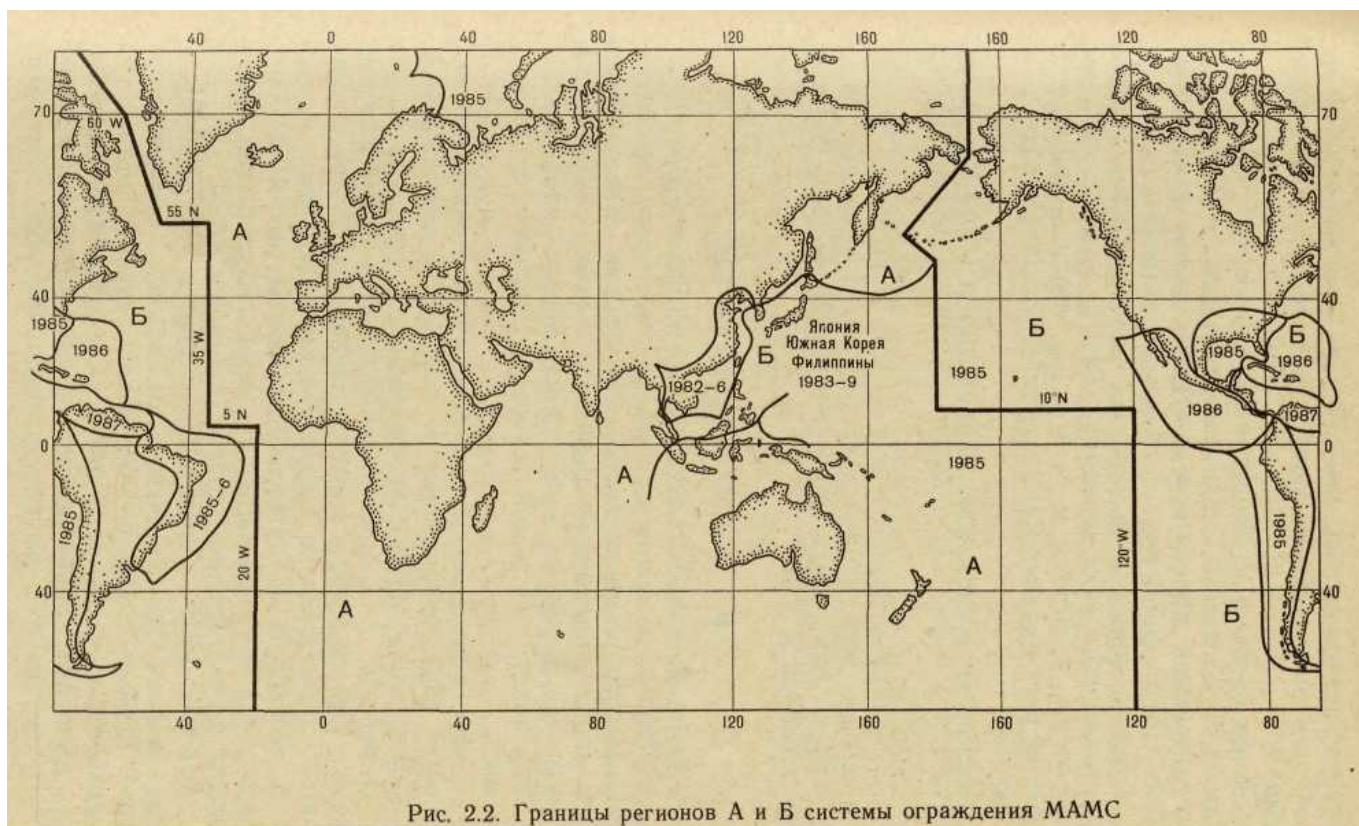 40 0 40 80 120 160 160 120 80
1985
70 60 W 70
55 N
А
А
40 Б Б 40
1985 Япония Б
35 W Южная Корея 1985
1986 Б Филиппины 1986
1982-6 1983-9 1985
5 N 10°N 1986 1987
1987
0 0
А 1985
1985-6
1985 120°W 1985
20 W А
40 Б 40
А
40 0 40 80 120 160 160 120 80
Рис. 2.2. Границы регионов А и Б системы ограждения МАМС